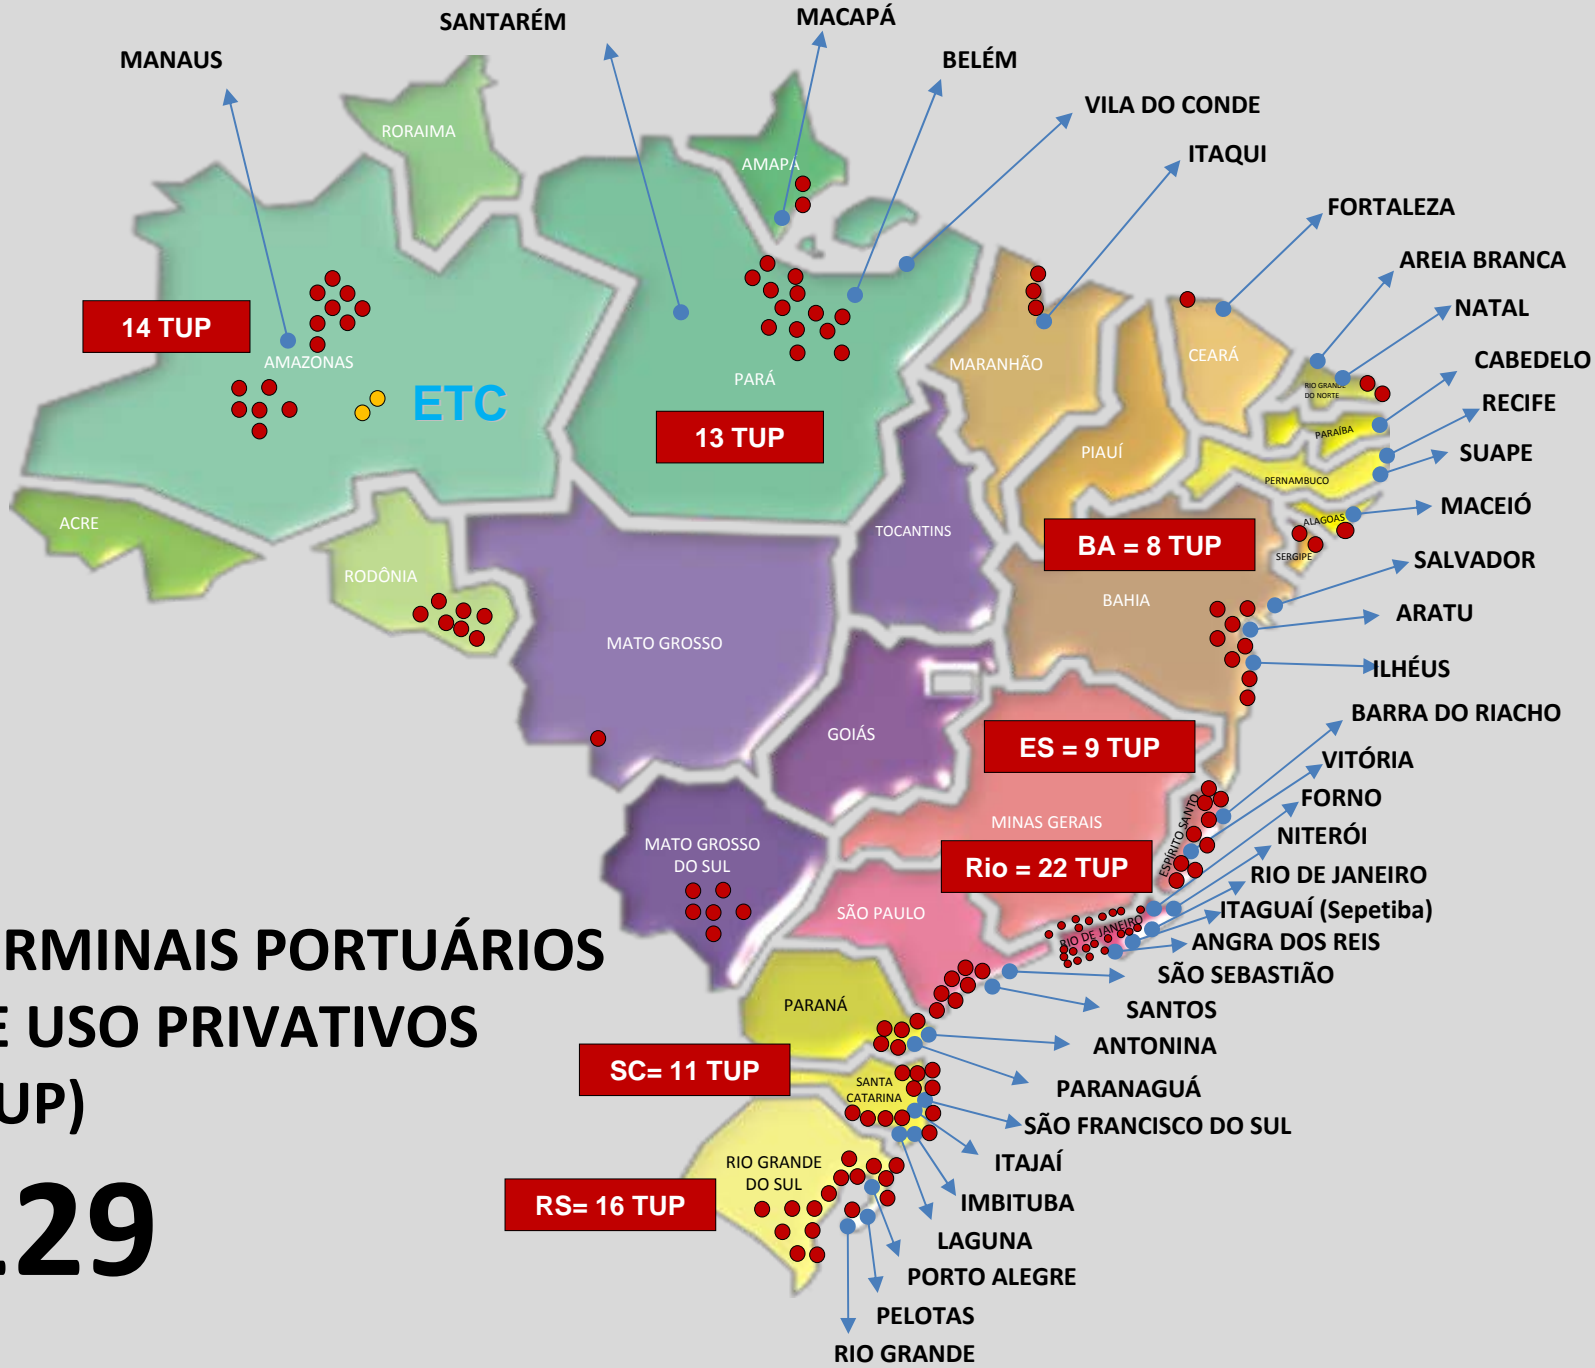 SANTARÉM
MACAPÁ
MANAUS
BELÉM
VILA DO CONDE
RORAIMA
ITAQUI
AMAPÁ
FORTALEZA
AREIA BRANCA
NATAL
14 TUP
AMAZONAS
PARÁ
MARANHÃO
CEARÁ
CABEDELO
RIO GRANDE
DO NORTE
ETC
RECIFE
13 TUP
PARAÍBA
PIAUÍ
SUAPE
PERNAMBUCO
MACEIÓ
ACRE
TOCANTINS
ALAGOAS
BA = 8 TUP
SERGIPE
SALVADOR
RODÔNIA
BAHIA
ARATU
MATO GROSSO
ILHÉUS
BARRA DO RIACHO
GOIÁS
ES = 9 TUP
VITÓRIA
FORNO
MINAS GERAIS
ESPÍRITO SANTO
NITERÓI
MATO GROSSO
DO SUL
Rio = 22 TUP
RIO DE JANEIRO
SÃO PAULO
ITAGUAÍ (Sepetiba)
RIO DE JANEIRO
ANGRA DOS REIS
RMINAIS PORTUÁRIOS
SÃO SEBASTIÃO
PARANÁ
SANTOS
E USO PRIVATIVOS
ANTONINA
SC= 11 TUP
SANTA
CATARINA
PARANAGUÁ
UP)
SÃO FRANCISCO DO SUL
RIO GRANDE
DO SUL
ITAJAÍ
RS= 16 TUP
IMBITUBA
129
LAGUNA
PORTO ALEGRE
PELOTAS
RIO GRANDE